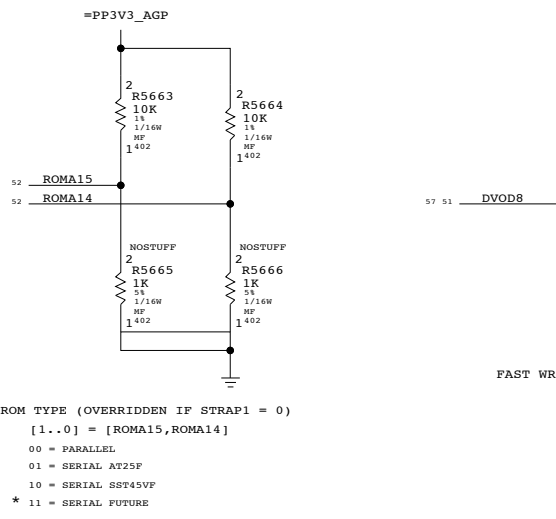 =PP3V3_AGP
2
R5663
10K
1%
1/16W
MF
402
1
2
R5664
10K
1%
1/16W
MF
402
1
52 ROMA15
52 ROMA14
57 51 DVOD8
NOSTUFF
2
R5665
1K
5%
1/16W
MF
402
1
NOSTUFF
2
R5666
1K
5%
1/16W
MF
402
1
FAST WR
ROM TYPE (OVERRIDDEN IF STRAP1 = 0)
[1..0] = [ROMA15,ROMA14]
00 = PARALLEL
01 = SERIAL AT25F
10 = SERIAL SST45VF
* 11 = SERIAL FUTURE